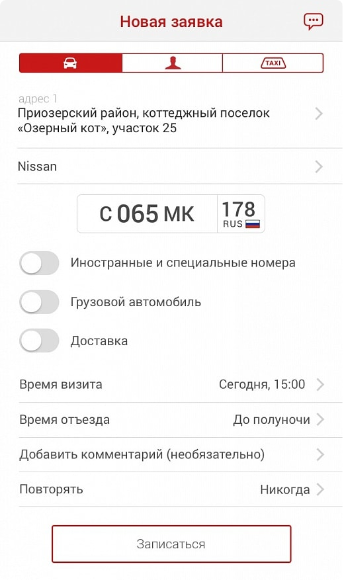 Новая заявка
TAXI
адрес 1
Приозерский район, коттеджный поселок
«Озерный кот», участок 25
Nissan
С 065 МК 178
RUS
Иностранные и специальные номера
Грузовой автомобиль
Доставка
Время визита Сегодня, 15:00
Время отъезда До полуночи
Добавить комментарий (необязательно)
Повторять Никогда
Записаться